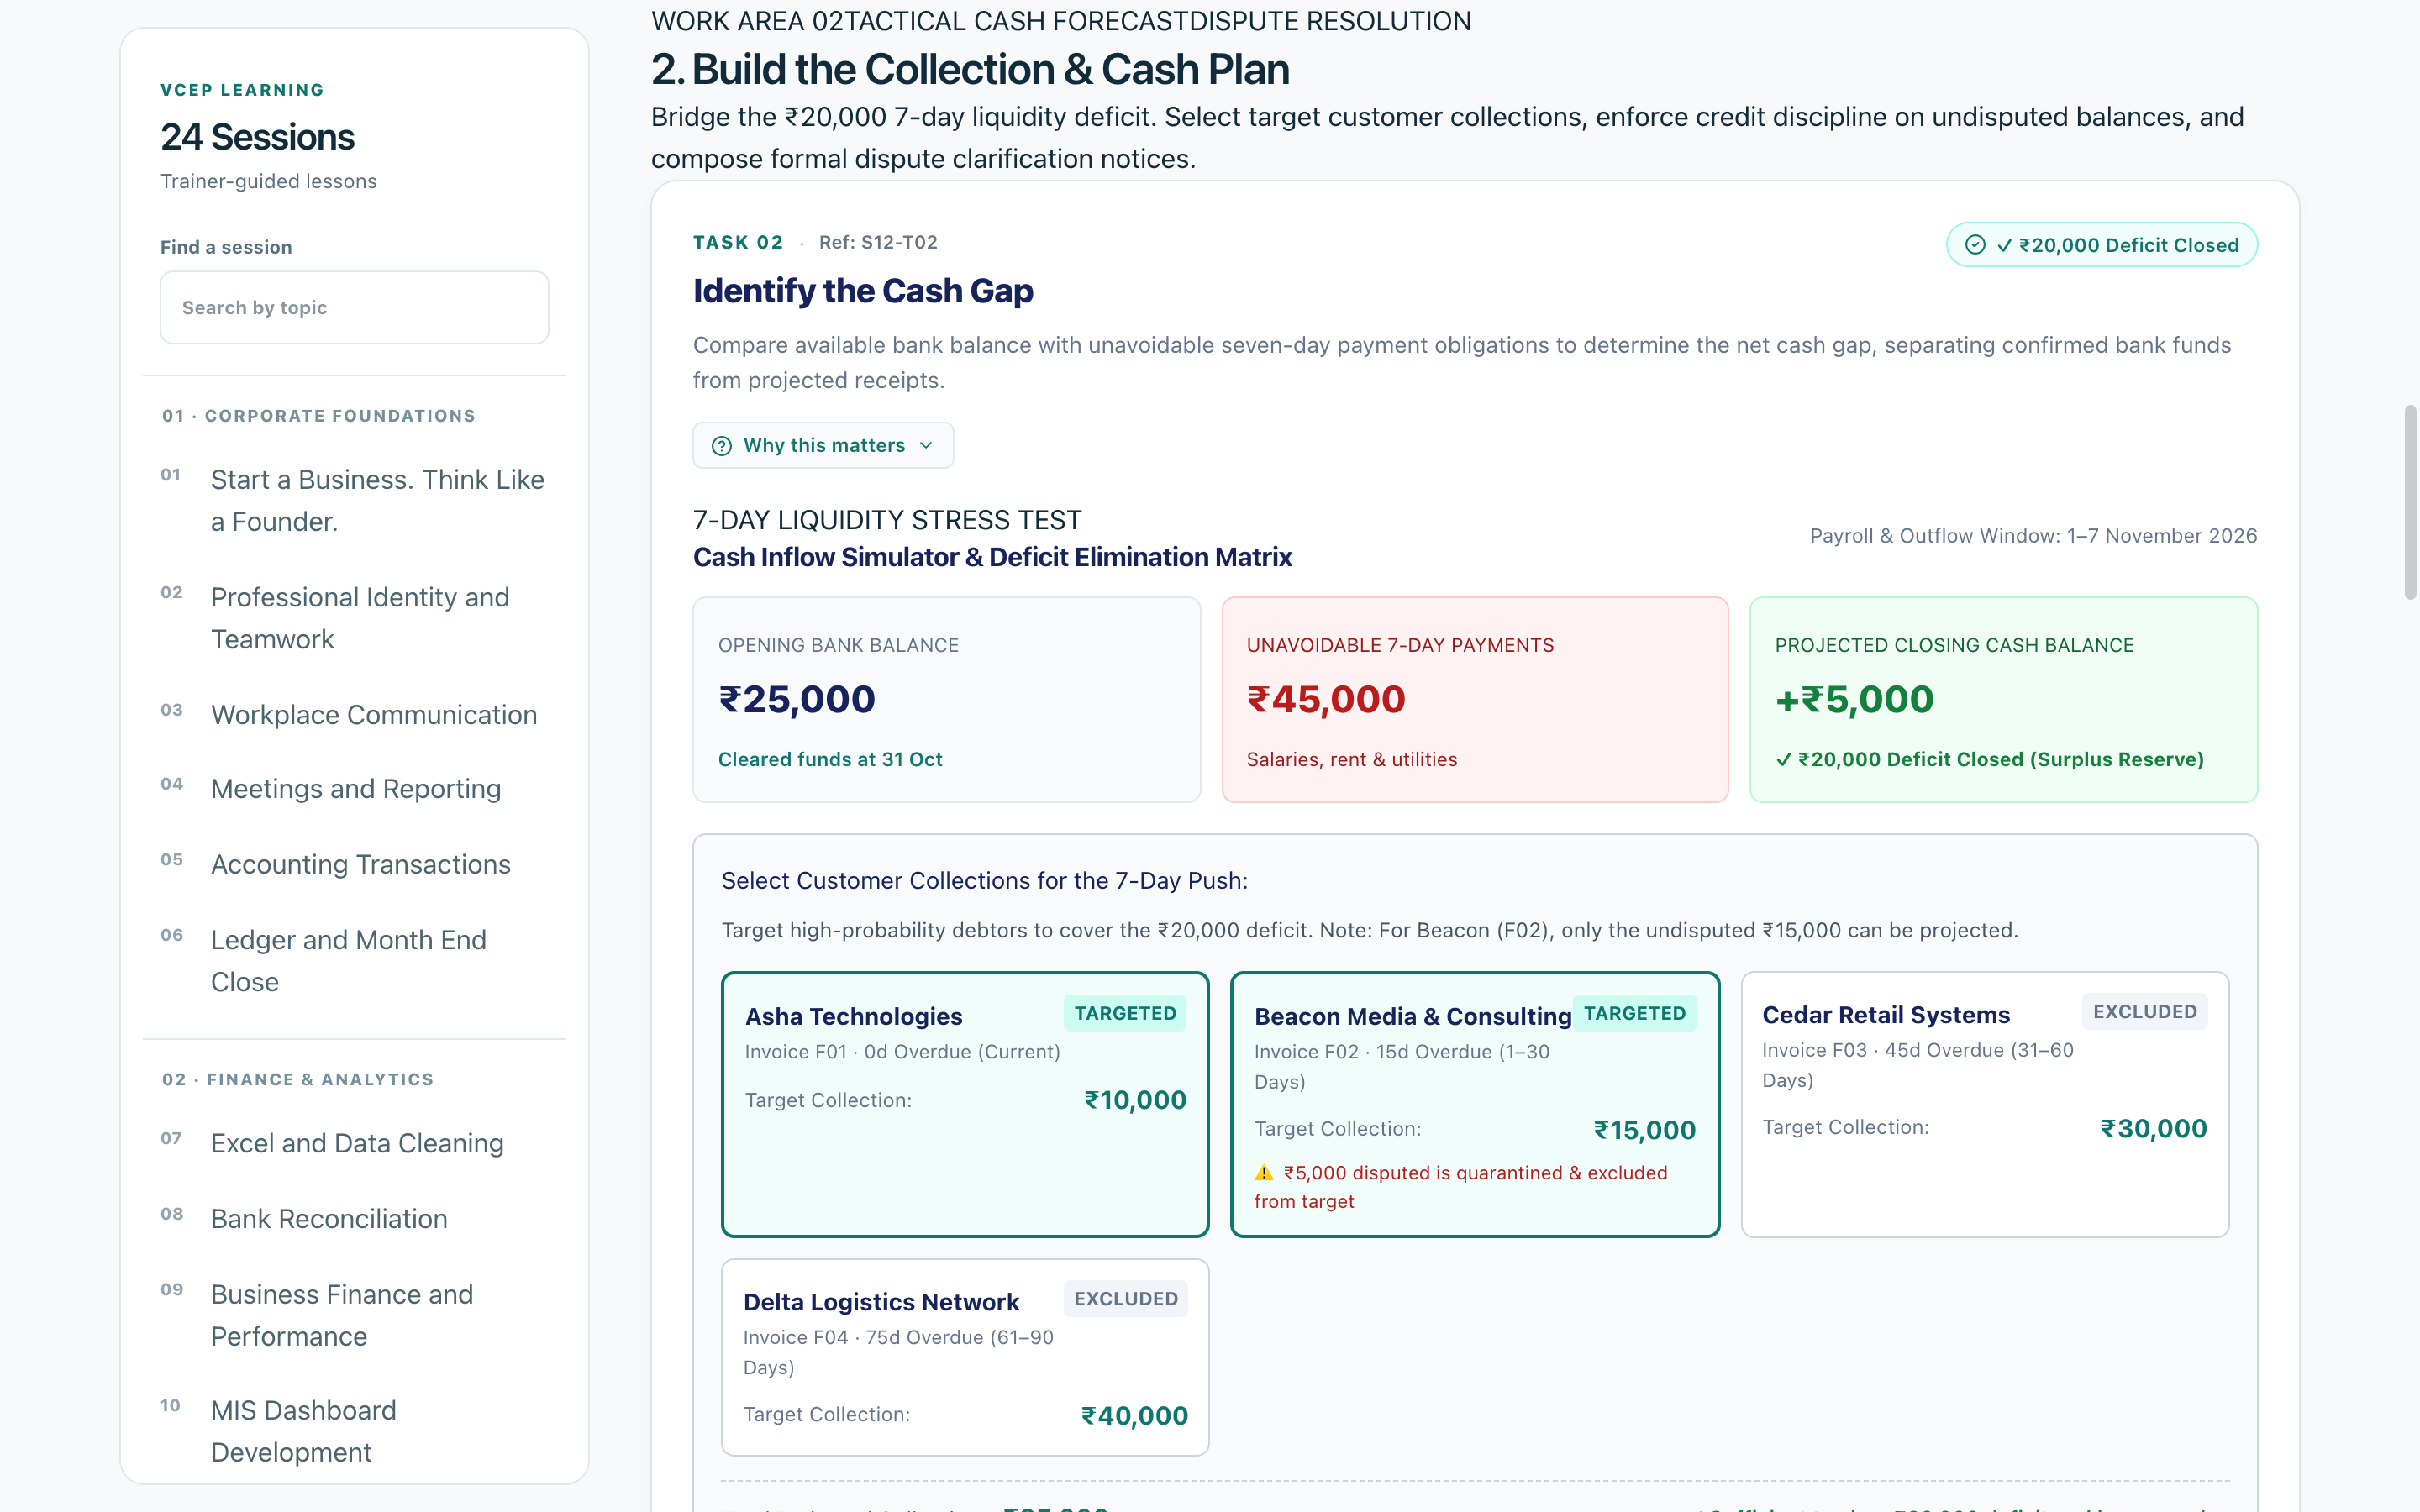 VCEP LEARNING
24 Sessions
Trainer-guided lessons
Find a session
Search by topic
01 · CORPORATE FOUNDATIONS
01 Start a Business. Think Like
a Founder.
02 Professional Identity and
Teamwork
03 Workplace Communication
04 Meetings and Reporting
05 Accounting Transactions
06 Ledger and Month End
Close
02 · FINANCE & ANALYTICS
07 Excel and Data Cleaning
08 Bank Reconciliation
09 Business Finance and
Performance
10 MIS Dashboard
Development
WORK AREA 02TACTICAL CASH FORECASTDISPUTE RESOLUTION
2. Build the Collection & Cash Plan
Bridge the ₹20,000 7-day liquidity deficit. Select target customer collections, enforce credit discipline on undisputed balances, and
compose formal dispute clarification notices.
TASK 02 · Ref: S12-T02
✓ ₹20,000 Deficit Closed
Identify the Cash Gap
Compare available bank balance with unavoidable seven-day payment obligations to determine the net cash gap, separating confirmed bank funds
from projected receipts.
Why this matters
7-DAY LIQUIDITY STRESS TEST
Cash Inflow Simulator & Deficit Elimination Matrix
Payroll & Outflow Window: 1–7 November 2026
OPENING BANK BALANCE
₹25,000
Cleared funds at 31 Oct
UNAVOIDABLE 7-DAY PAYMENTS
₹45,000
Salaries, rent & utilities
PROJECTED CLOSING CASH BALANCE
+₹5,000
✓ ₹20,000 Deficit Closed (Surplus Reserve)
Select Customer Collections for the 7-Day Push:
Target high-probability debtors to cover the ₹20,000 deficit. Note: For Beacon (F02), only the undisputed ₹15,000 can be projected.
Asha Technologies TARGETED
Invoice F01 · 0d Overdue (Current)
Target Collection: ₹10,000
Beacon Media & Consulting TARGETED
Invoice F02 · 15d Overdue (1–30
Days)
Target Collection: ₹15,000
⚠️ ₹5,000 disputed is quarantined & excluded
from target
Cedar Retail Systems EXCLUDED
Invoice F03 · 45d Overdue (31–60
Days)
Target Collection: ₹30,000
Delta Logistics Network EXCLUDED
Invoice F04 · 75d Overdue (61–90
Days)
Target Collection: ₹40,000